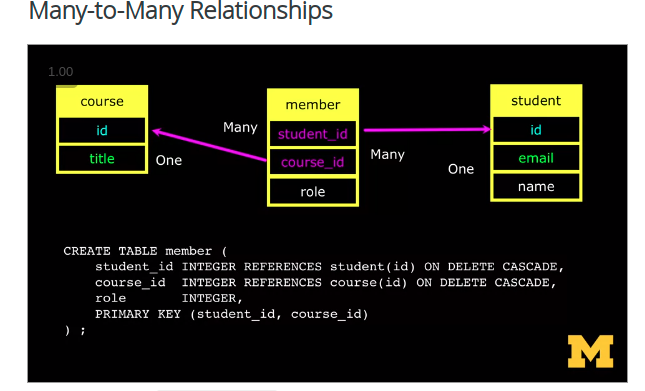 Many-to-Many Relationships
1.00
course
id
title
One
Many
member
student_id
course_id
role
Many
One
student
id
email
name
CREATE TABLE member (
student_id INTEGER REFERENCES student(id) ON DELETE CASCADE,
course_id INTEGER REFERENCES course(id) ON DELETE CASCADE,
role INTEGER,
PRIMARY KEY (student_id, course_id)
) ;
M